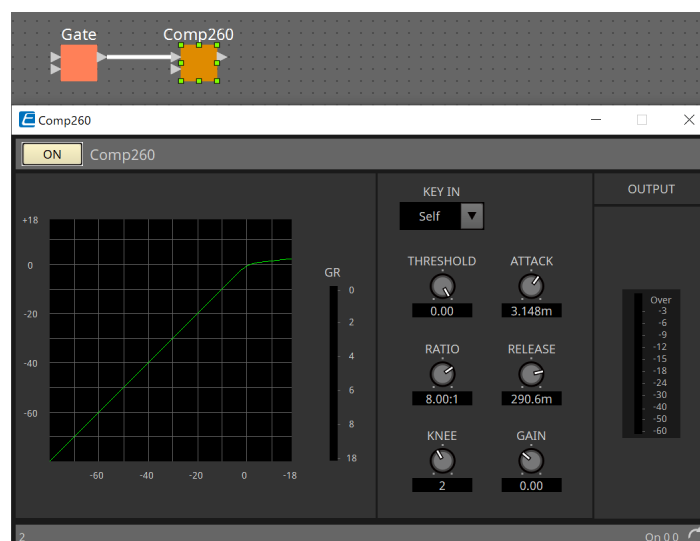 Gate Comp260
Comp260
ON Comp260
KEY IN
Self
OUTPUT
+18
0
-20
-40
-60
-60 -40 -20 0 -18
GR
0
2
4
6
8
18
THRESHOLD ATTACK
0.00 3.148m
RATIO RELEASE
8.00:1 290.6m
KNEE GAIN
2 0.00
Over
-3
-6
-9
-12
-15
-18
-24
-30
-40
-50
-60
2 On 0 0